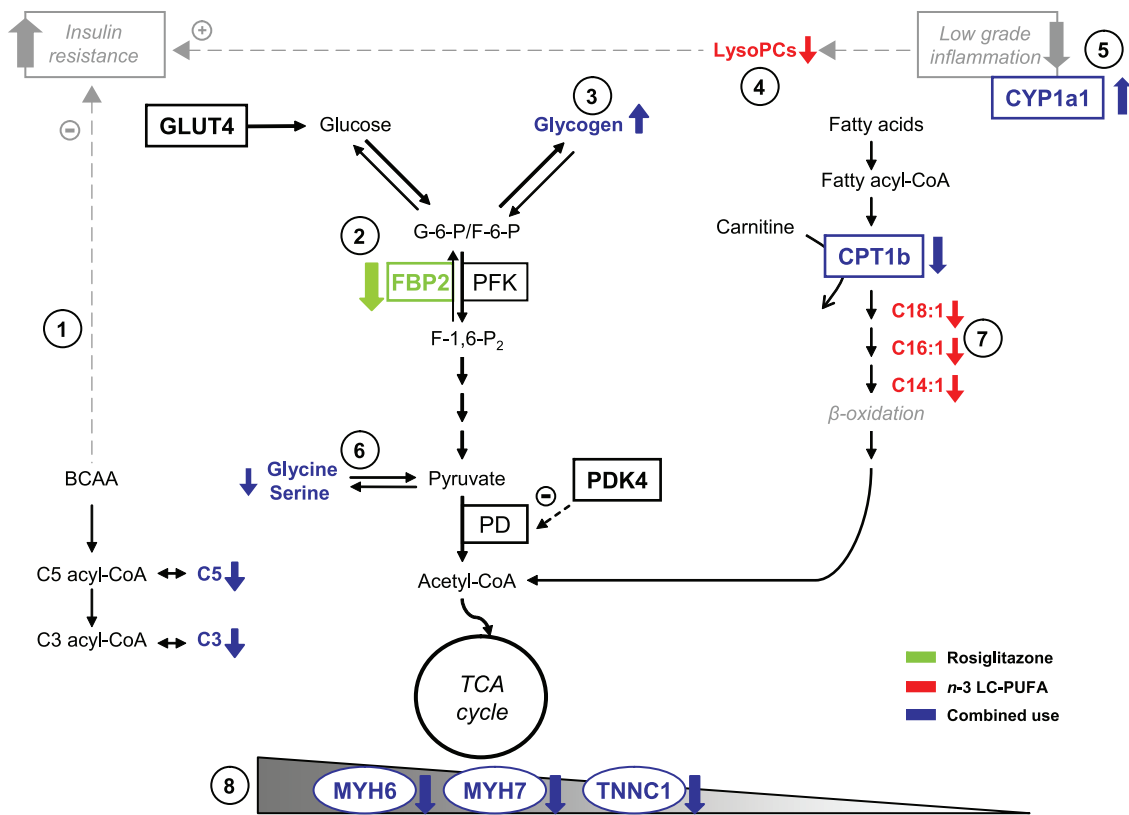 Insulin
resistance
+
LysoPCs
4
Low grade
inflammation
5
CYP1a1
−
GLUT4
Glucose
3
Glycogen
Fatty acids
Fatty acyl-CoA
Carnitine
CPT1b
G-6-P/F-6-P
2
FBP2
PFK
F-1,6-P₂
1
C18:1
C16:1
7
C14:1
β-oxidation
BCAA
6
Glycine
Serine
Pyruvate
−
PDK4
PD
C5 acyl-CoA
C5
Acetyl-CoA
C3 acyl-CoA
C3
TCA
cycle
Rosiglitazone
n-3 LC-PUFA
Combined use
8
MYH6
MYH7
TNNC1